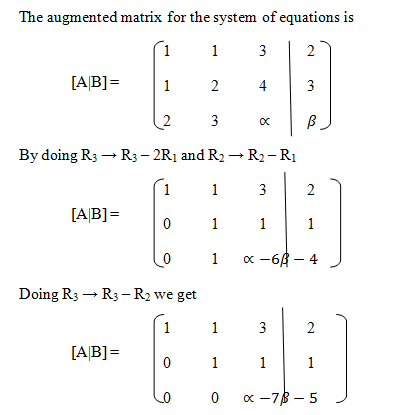 The augmented matrix for the system of equations is
1 1 3 2
[A|B]= 1 2 4 3
2 3 ∝ β
By doing R₃ → R₃ – 2R₁ and R₂ → R₂ – R₁
1 1 3 2
[A|B]= 0 1 1 1
0 1 ∝ –6 β – 4
Doing R₃ → R₃ – R₂ we get
1 1 3 2
[A|B]= 0 1 1 1
0 0 ∝ –7 β – 5